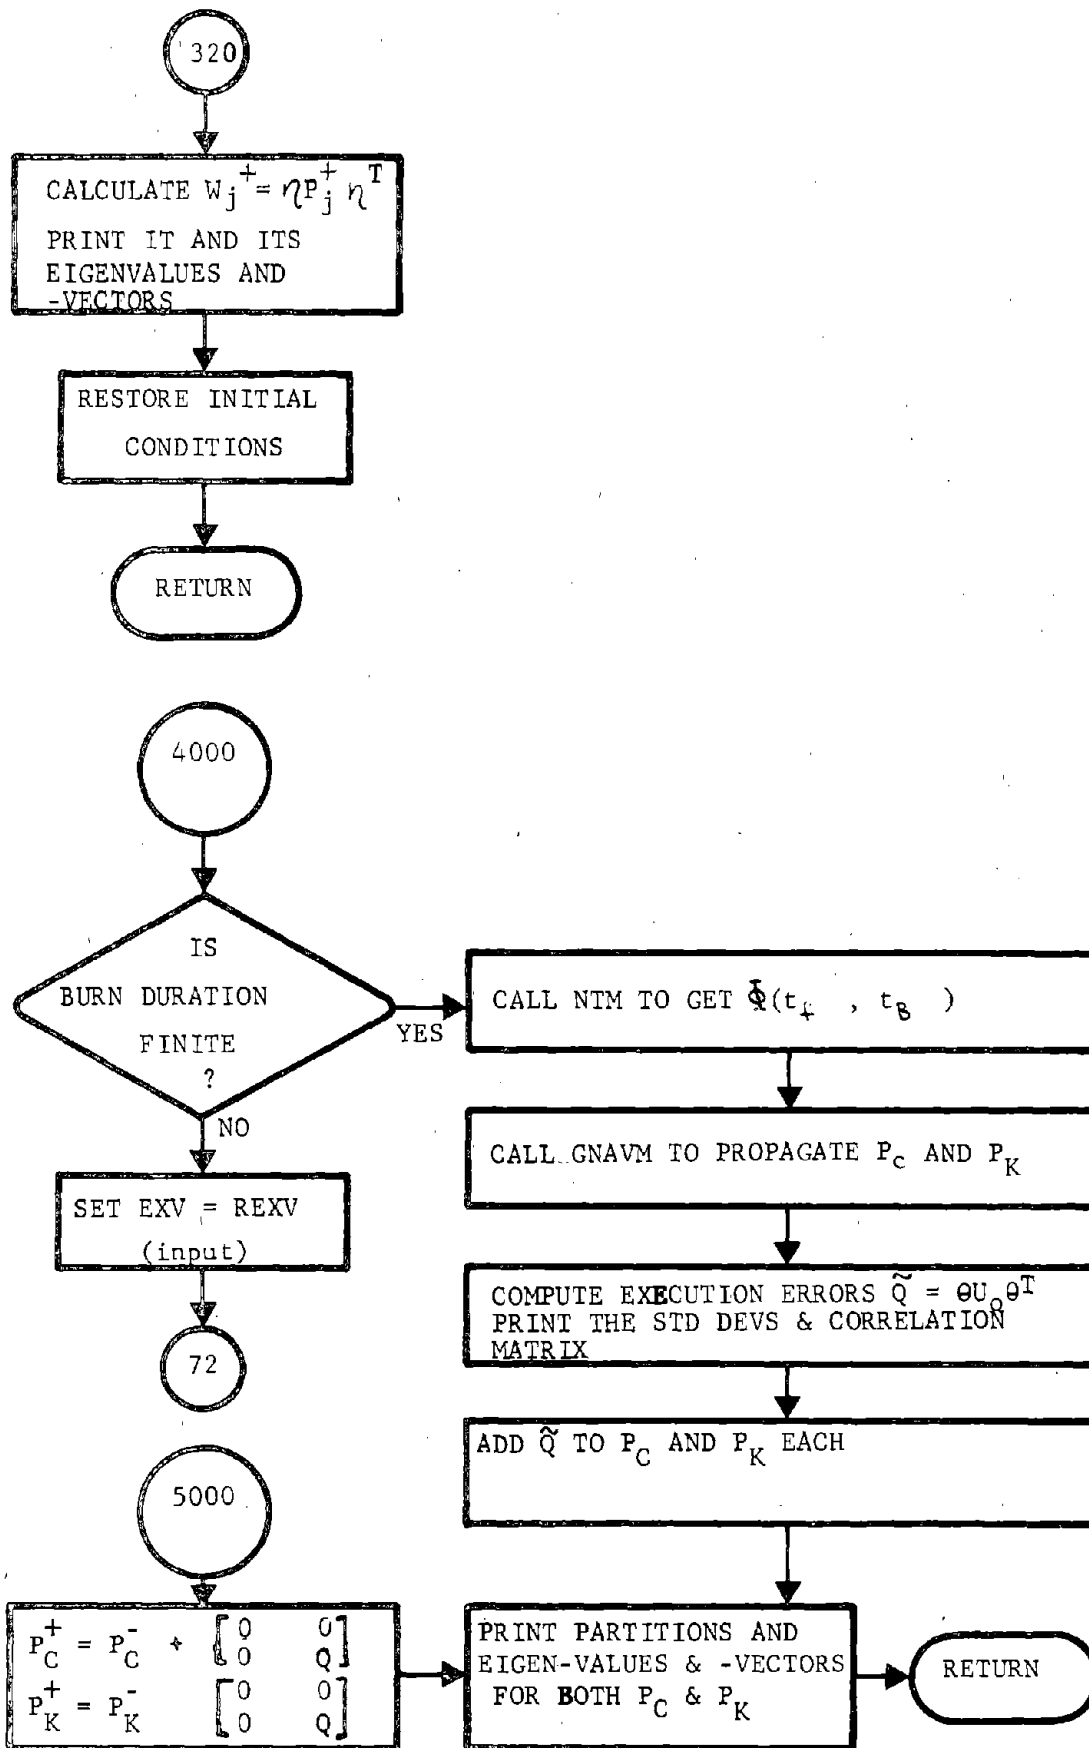 320
CALCULATE W_j^+ = ηP_j^+ η^T
PRINT IT AND ITS
EIGENVALUES AND
-VECTORS
RESTORE INITIAL
CONDITIONS
RETURN
4000
IS
BURN DURATION
FINITE
?
YES
NO
SET EXV = REXV
(input)
72
CALL NTM TO GET Φ(t_f , t_B )
CALL GNAVM TO PROPAGATE P_C AND P_K
COMPUTE EXECUTION ERRORS Q̃ = θU_Q θ^T
PRINT THE STD DEVS & CORRELATION
MATRIX
ADD Q̃ TO P_C AND P_K EACH
5000
P_C^+ = P_C^- + [0 0
0 Q]
P_K^+ = P_K^- [0 0
0 Q]
PRINT PARTITIONS AND
EIGEN-VALUES & -VECTORS
FOR BOTH P_C & P_K
RETURN